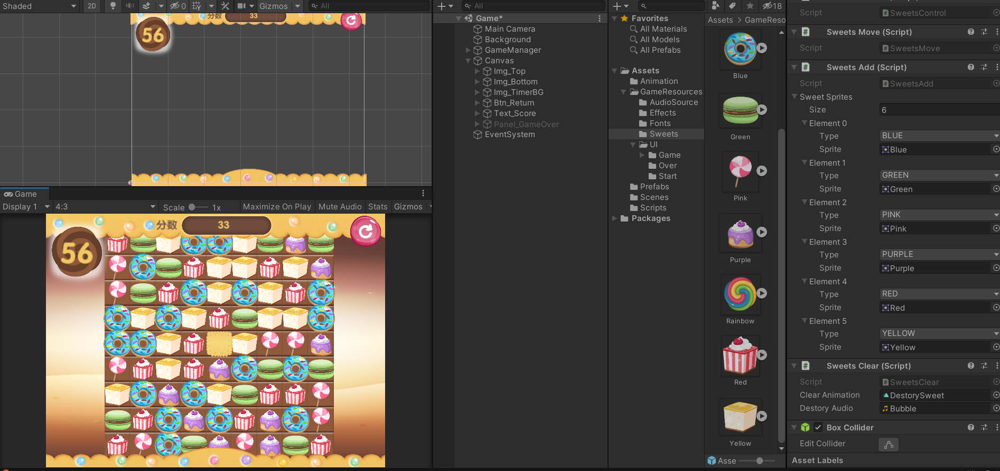 Shaded
2D
0
Gizmos
All
分数
33
56
Game
Display 1
4:3
Scale
1x
Maximize On Play
Mute Audio
Stats
Gizmos
分数
33
56
All
Game*
Main Camera
Background
GameManager
Canvas
Img_Top
Img_Bottom
Img_TimerBG
Btn_Return
Text_Score
Panel_GameOver
EventSystem
18
Favorites
All Materials
All Models
All Prefabs
Assets
Animation
GameResources
AudioSource
Effects
Fonts
Sweets
UI
Game
Over
Start
Prefabs
Scenes
Scripts
Packages
Assets > GameReso
Blue
Green
Pink
Purple
Rainbow
Red
Yellow
Asse
Script SweetsControl
Sweets Move (Script)
Script SweetsMove
Sweets Add (Script)
Script SweetsAdd
Sweet Sprites
Size 6
Element 0
Type BLUE
Sprite Blue
Element 1
Type GREEN
Sprite Green
Element 2
Type PINK
Sprite Pink
Element 3
Type PURPLE
Sprite Purple
Element 4
Type RED
Sprite Red
Element 5
Type YELLOW
Sprite Yellow
Sweets Clear (Script)
Script SweetsClear
Clear Animation DestorySweet
Destory Audio Bubble
Box Collider
Edit Collider
Asset Labels